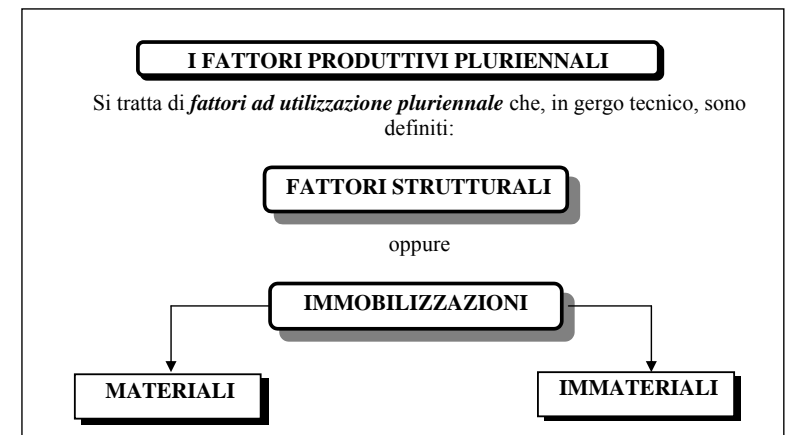 I FATTORI PRODUTTIVI PLURIENNALI
Si tratta di fattori ad utilizzazione pluriennale che, in gergo tecnico, sono
definiti:
FATTORI STRUTTURALI
oppure
IMMOBILIZZAZIONI
MATERIALI
IMMATERIALI